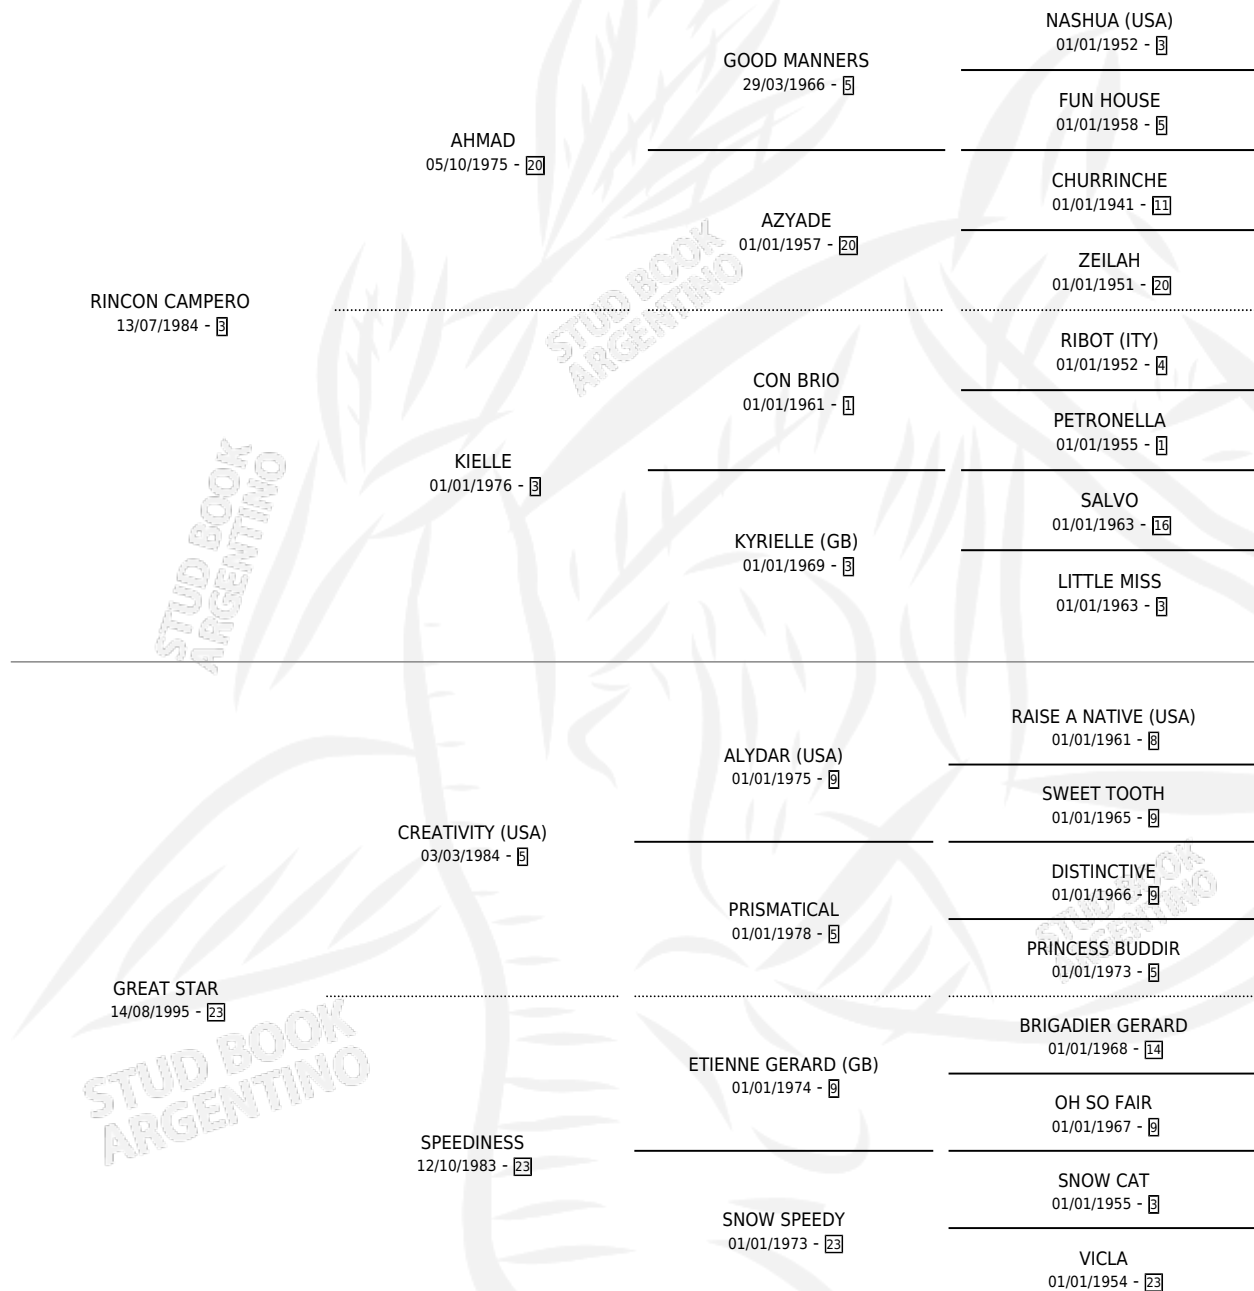 NASHUA (USA)
01/01/1952 - 3
GOOD MANNERS
29/03/1966 - 5
FUN HOUSE
01/01/1958 - 5
AHMAD
05/10/1975 - 20
CHURRINCHE
01/01/1941 - 11
AZYADE
01/01/1957 - 20
ZEILAH
01/01/1951 - 20
RINCON CAMPERO
13/07/1984 - 3
STUD BOOK
ARGENTINO
RIBOT (ITY)
01/01/1952 - 4
CON BRIO
01/01/1961 - 1
PETRONELLA
01/01/1955 - 1
KIELLE
01/01/1976 - 3
SALVO
01/01/1963 - 16
KYRIELLE (GB)
01/01/1969 - 3
LITTLE MISS
01/01/1963 - 3
STUD BOOK
ARGENTINO
RAISE A NATIVE (USA)
01/01/1961 - 8
ALYDAR (USA)
01/01/1975 - 9
SWEET TOOTH
01/01/1965 - 9
CREATIVITY (USA)
03/03/1984 - 5
DISTINCTIVE
01/01/1966 - 9
PRISMATICAL
01/01/1978 - 5
PRINCESS BUDDIR
01/01/1973 - 5
STUD BOOK
ARGENTINO
GREAT STAR
14/08/1995 - 23
BRIGADIER GERARD
01/01/1968 - 14
ETIENNE GERARD (GB)
01/01/1974 - 9
OH SO FAIR
01/01/1967 - 9
STUD BOOK
ARGENTINO
SPEEDINESS
12/10/1983 - 23
SNOW CAT
01/01/1955 - 3
SNOW SPEEDY
01/01/1973 - 23
VICLA
01/01/1954 - 23